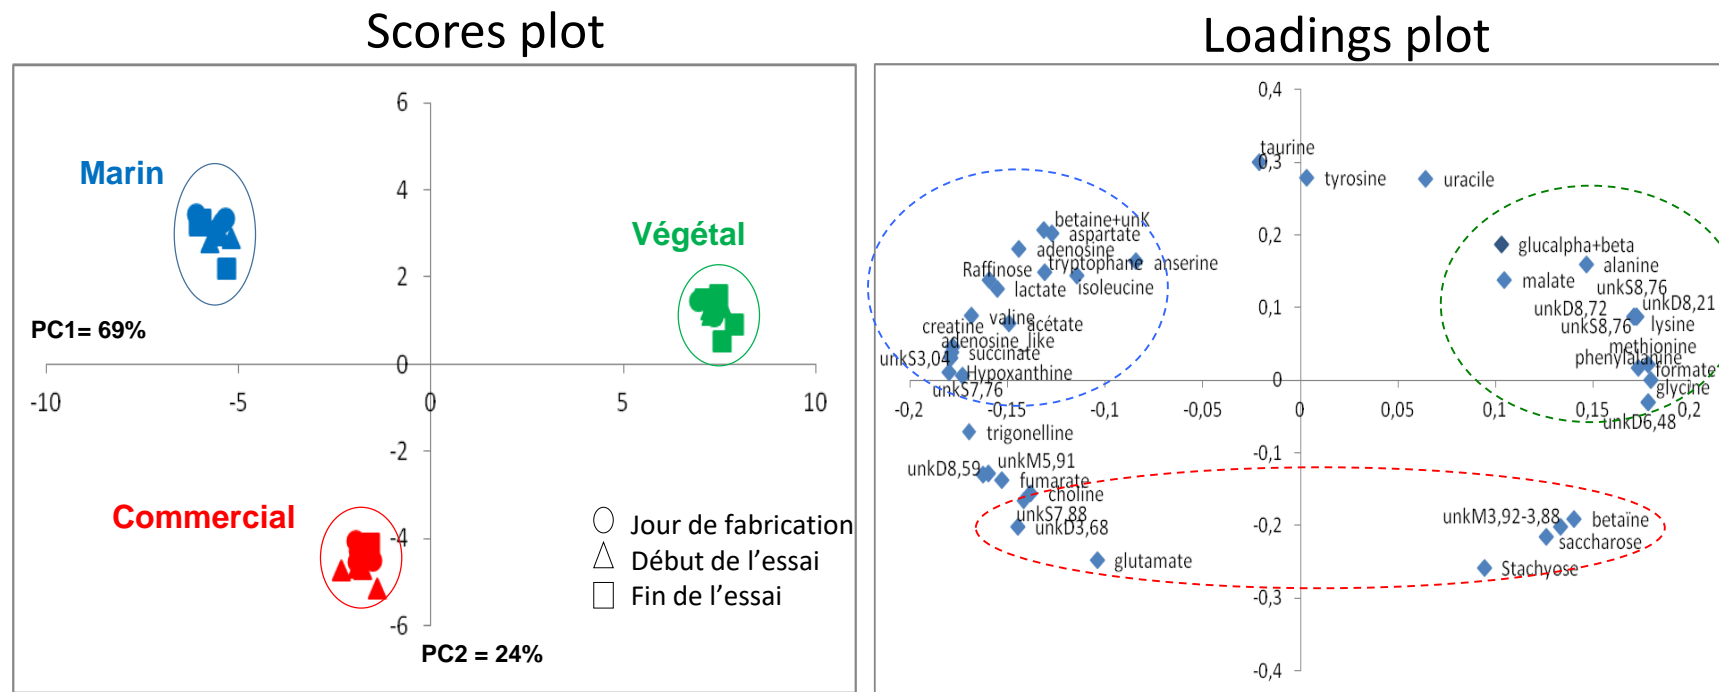 Scores plot
Loadings plot
6
4
2
0
-2
-4
-6
-10
-5
0
5
10
Marin
Végétal
Commercial
PC1= 69%
PC2 = 24%
Jour de fabrication
Début de l’essai
Fin de l’essai
0,4
0,3
0,2
0,1
0
-0,1
-0,2
-0,3
-0,4
-0,2
-0,15
-0,1
-0,05
0
0,05
0,1
0,15
0,2
taurine
tyrosine
uracile
betaine+unK
aspartate
adenosine
tryptophane
anserine
Raffinose
isoleucine
lactate
valine
acétate
creatine
adenosine_like
succinate
unkS3,04
Hypoxanthine
unkS7,76
trigonelline
unkD8,59
unkM5,91
fumarate
choline
unkS7,88
unkD3,68
glutamate
glucalpha+beta
alanine
malate
unkS8,76
unkD8,72
unkD8,21
unkS8,76
lysine
methionine
phenylalanine
formate
glycine
unkD6,48
unkM3,92-3,88
betaïne
saccharose
Stachyose